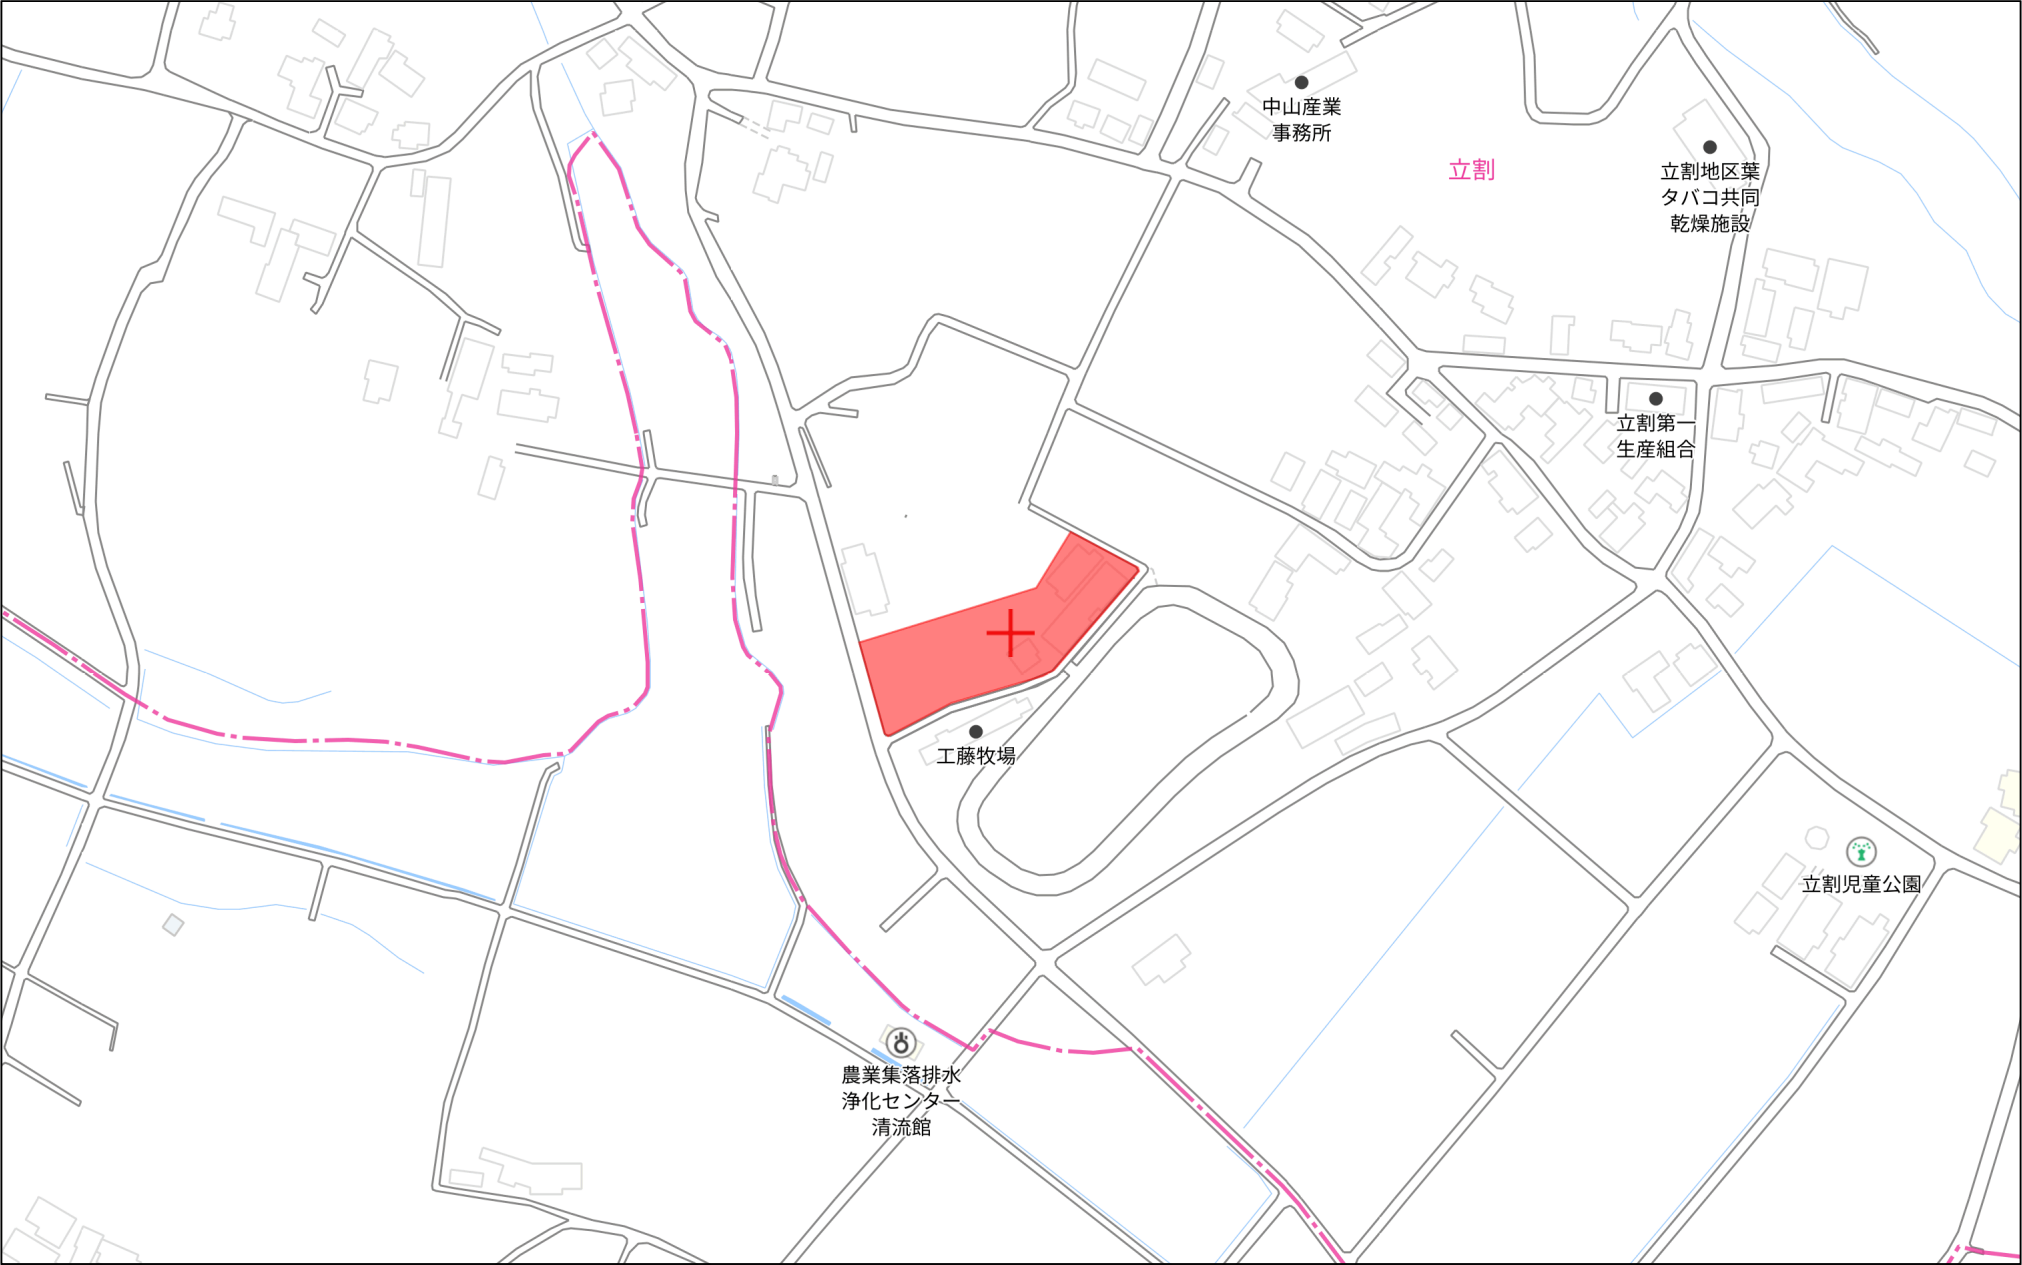 中山産業
事務所
立割
立割地区葉
タバコ共同
乾燥施設
立割第一
生産組合
工藤牧場
立割児童公園
農業集落排水
浄化センター
清流館